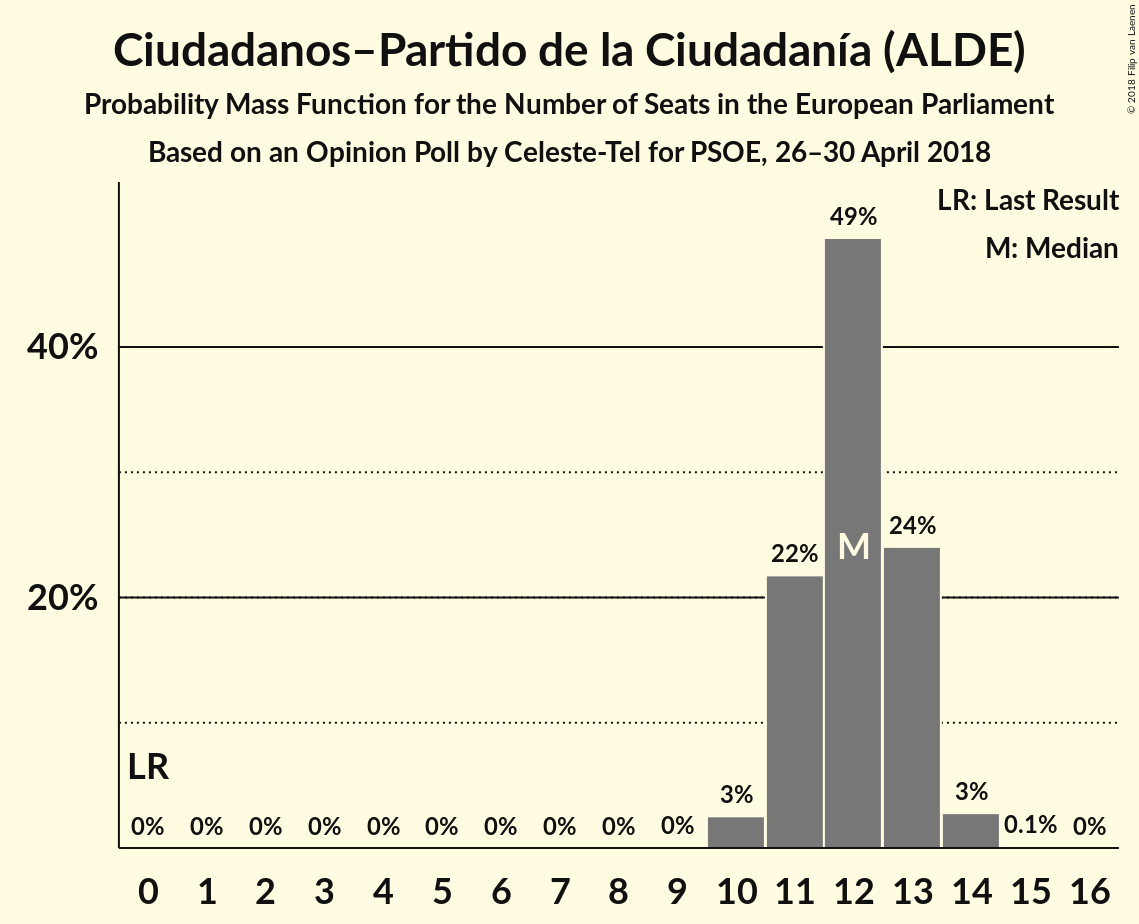 Ciudadanos–Partido de la Ciudadanía (ALDE)
Probability Mass Function for the Number of Seats in the European Parliament
Based on an Opinion Poll by Celeste-Tel for PSOE, 26–30 April 2018
© 2018 Filip van Laenen
LR: Last Result
M: Median
49%
40%
24%
22%
M
20%
LR
3%
3%
0% 0% 0% 0% 0% 0% 0% 0% 0% 0% 0.1% 0%
0 1 2 3 4 5 6 7 8 9 10 11 12 13 14 15 16